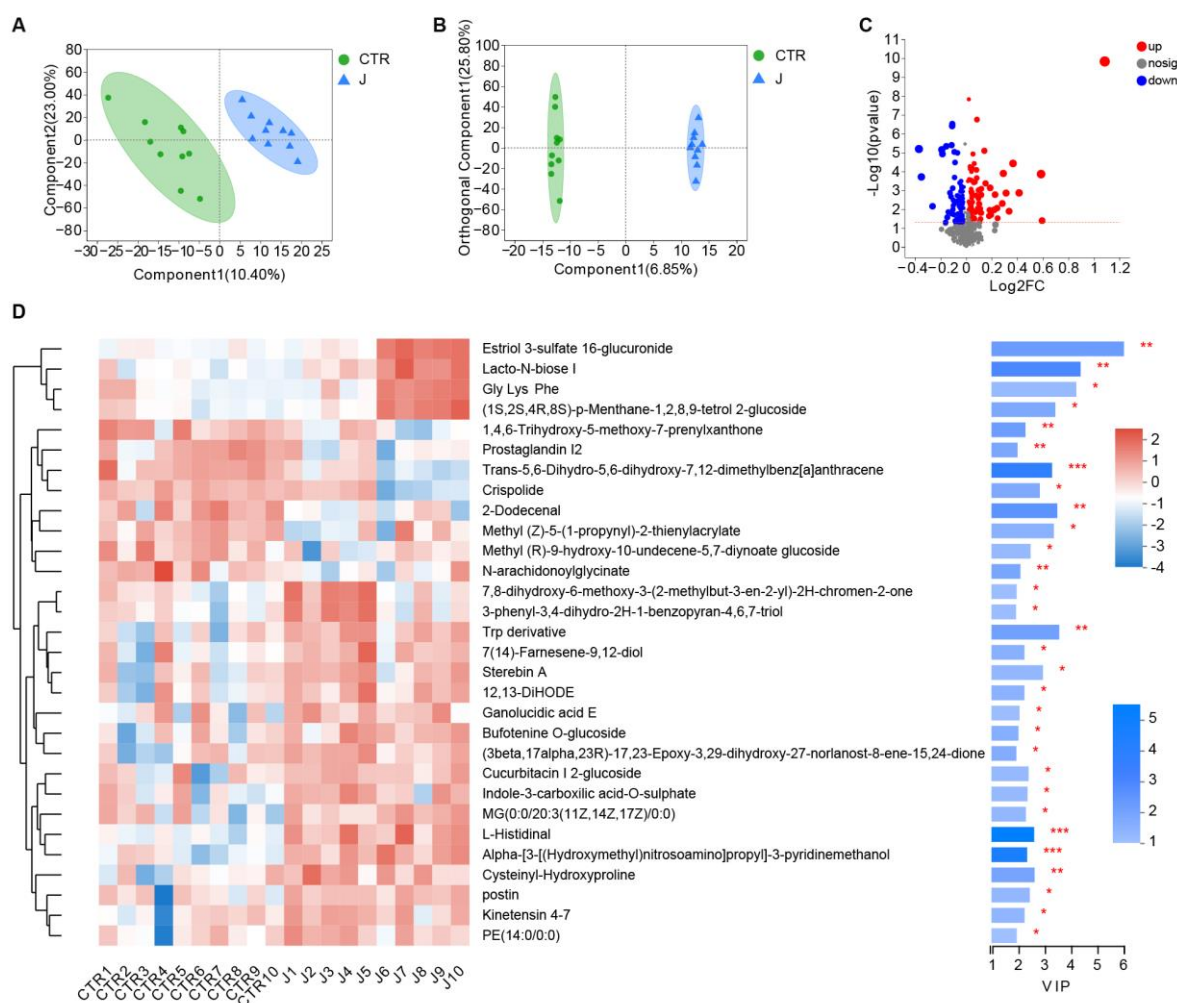 A
80
60
40
20
0
−20
−40
−60
−80
Component2(23.00%)
−30 −25 −20 −15 −10 −5 0 5 10 15 20 25
Component1(10.40%)
CTR
J
B
100
80
60
40
20
0
−20
−40
−60
−80
Orthogonal Component1(25.80%)
−20 −15 −10 −5 0 5 10 15 20
Component1(6.85%)
CTR
J
C
11
10
9
8
7
6
5
4
3
2
1
0
-Log10(pvalue)
−0.4 −0.2 0 0.2 0.4 0.6 0.8 1 1.2
Log2FC
up
nosig
down
D
Estriol 3-sulfate 16-glucuronide **
Lacto-N-biose I **
Gly Lys Phe *
(1S,2S,4R,8S)-p-Menthane-1,2,8,9-tetrol 2-glucoside *
1,4,6-Trihydroxy-5-methoxy-7-prenylxanthone **
Prostaglandin I2 **
Trans-5,6-Dihydro-5,6-dihydroxy-7,12-dimethylbenz[a]anthracene ***
Crispolide *
2-Dodecenal **
Methyl (Z)-5-(1-propynyl)-2-thienylacrylate *
Methyl (R)-9-hydroxy-10-undecene-5,7-diynoate glucoside *
N-arachidonoylglycinate **
7,8-dihydroxy-6-methoxy-3-(2-methylbut-3-en-2-yl)-2H-chromen-2-one *
3-phenyl-3,4-dihydro-2H-1-benzopyran-4,6,7-triol *
Trp derivative **
7(14)-Farnesene-9,12-diol *
Sterebin A *
12,13-DiHODE *
Ganolucidic acid E *
Bufotenine O-glucoside *
(3beta,17alpha,23R)-17,23-Epoxy-3,29-dihydroxy-27-norlanost-8-ene-15,24-dione *
Cucurbitacin I 2-glucoside *
Indole-3-carboxilic acid-O-sulphate *
MG(0:0/20:3(11Z,14Z,17Z)/0:0) *
L-Histidinal ***
Alpha-[3-[(Hydroxymethyl)nitrosoamino]propyl]-3-pyridinemethanol ***
Cysteinyl-Hydroxyproline **
postin *
Kinetensin 4-7 *
PE(14:0/0:0) *
CTR1 CTR2 CTR3 CTR4 CTR5 CTR6 CTR7 CTR8 CTR9 CTR10 J1 J2 J3 J4 J5 J6 J7 J8 J9 J10
1 2 3 4 5 6
VIP
2
1
0
-1
-2
-3
-4
5
4
3
2
1